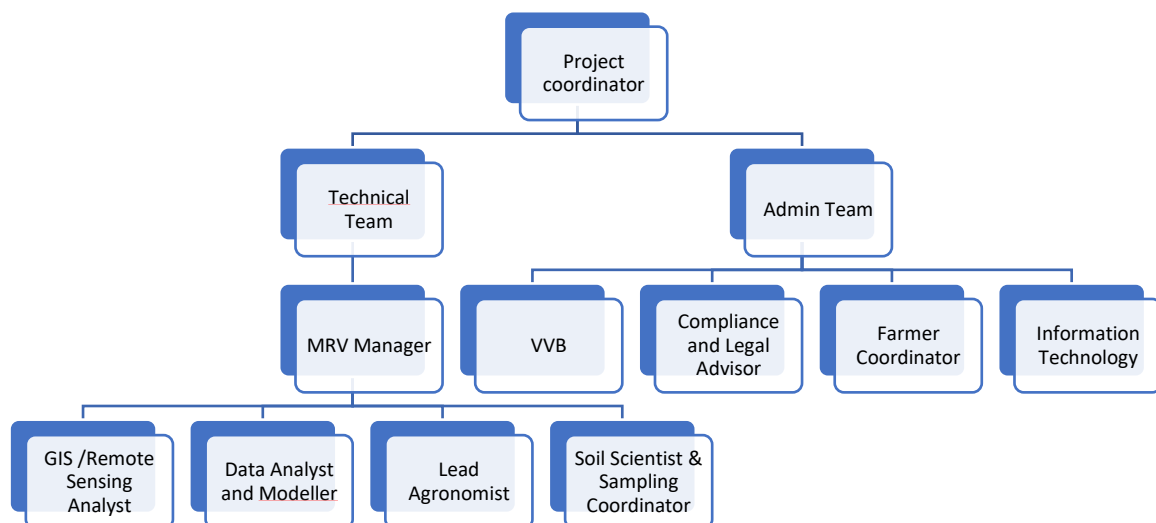 Project
coordinator
Technical
Team
Admin Team
MRV Manager
VVB
Compliance
and Legal
Advisor
Farmer
Coordinator
Information
Technology
GIS /Remote
Sensing
Analyst
Data Analyst
and Modeller
Lead
Agronomist
Soil Scientist &
Sampling
Coordinator